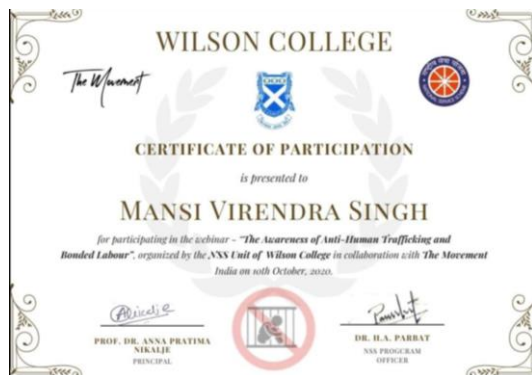 WILSON COLLEGE
The Movement
CERTIFICATE OF PARTICIPATION
is presented to
MANSI VIRENDRA SINGH
for participating in the webinar - "The Awareness of Anti-Human Trafficking and
Bonded Labour", organized by the NSS Unit of Wilson College in collaboration with The Movement
India on 10th October, 2020.
PROF. DR. ANNA PRATIMA
NIKALJE
PRINCIPAL
DR. H.A. PARBAT
NSS PROGRAM
OFFICER